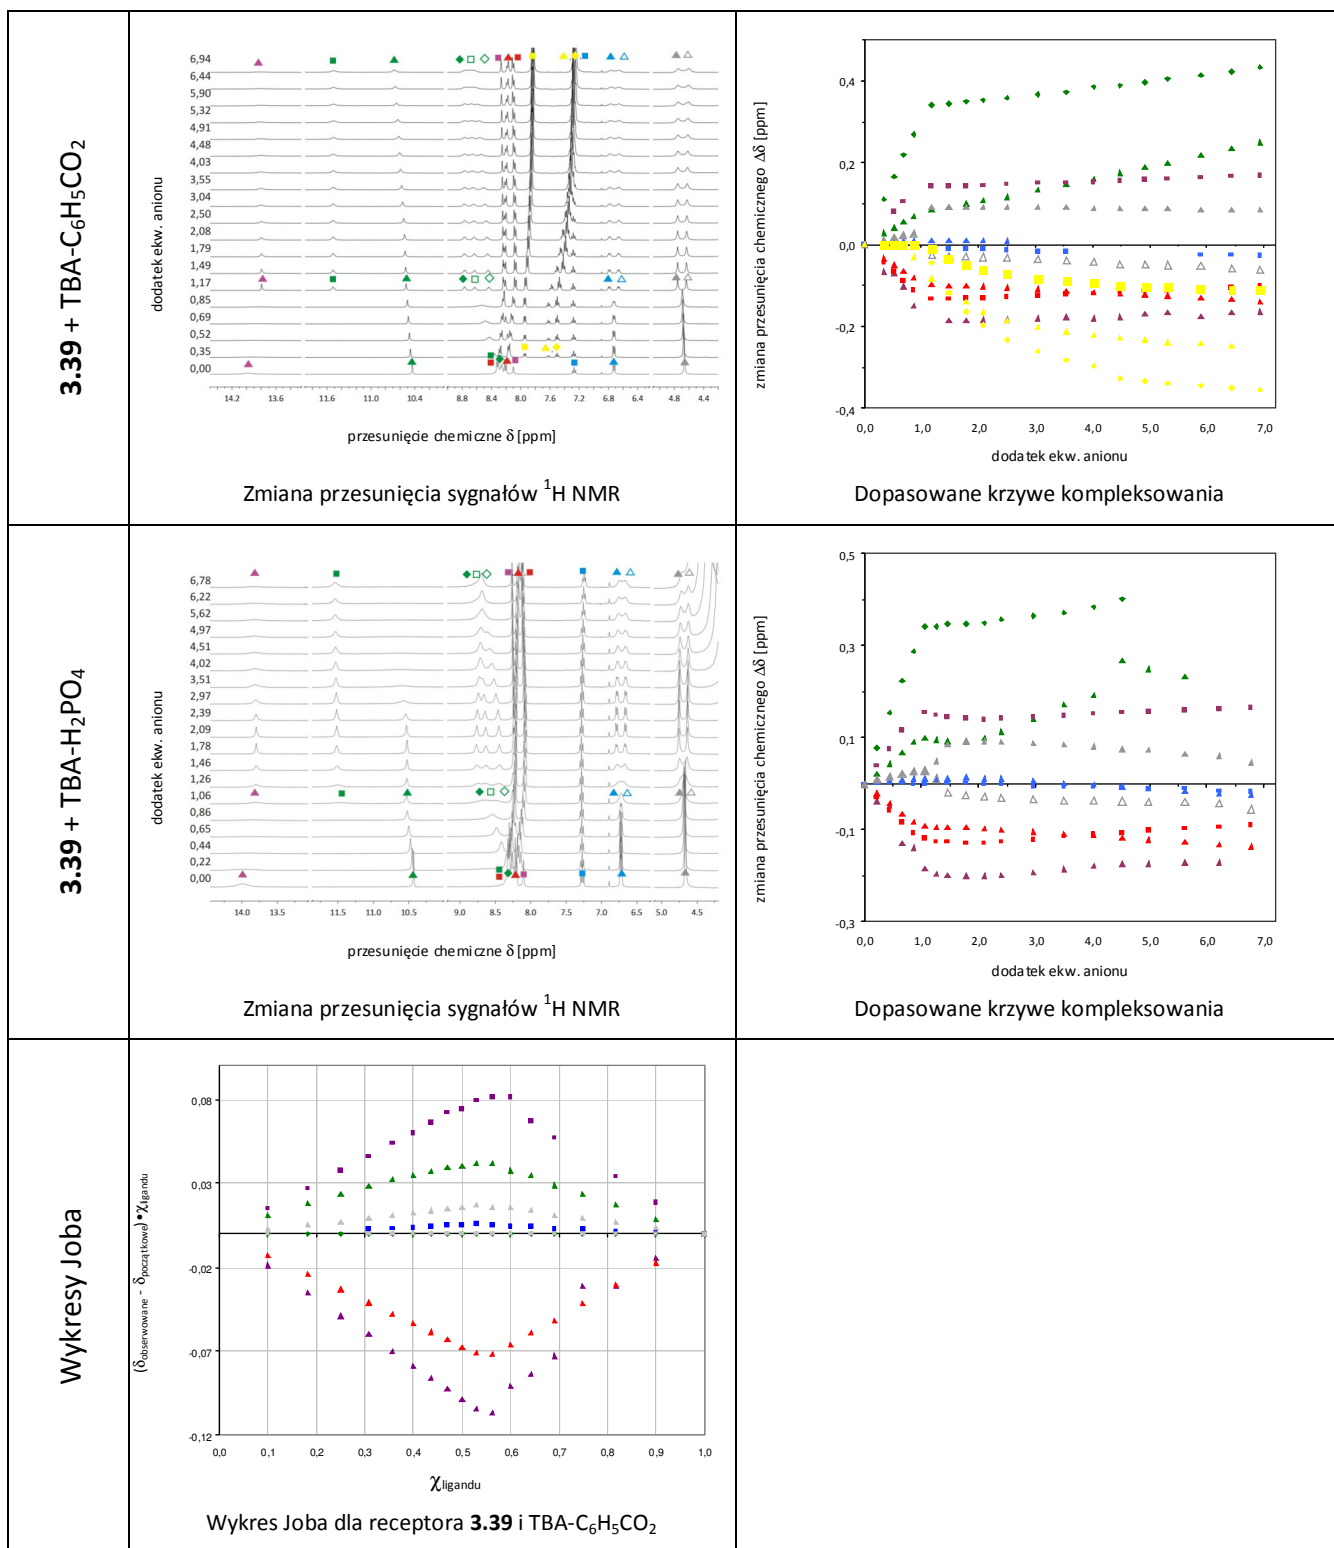 3.39 + TBA-C6H5CO2
dodatek ekw. anionu
6,94
6,44
5,90
5,32
4,91
4,48
4,03
3,55
3,04
2,50
2,08
1,79
1,49
1,17
0,85
0,69
0,52
0,35
0,00
14.2 13.6 11.6 11.0 10.4 8.8 8.4 8.0 7.6 7.2 6.8 6.4 4.8 4.4
przesunięcie chemiczne δ [ppm]
Zmiana przesunięcia sygnałów 1H NMR
zmiana przesunięcia chemicznego Δδ [ppm]
0,4
0,2
0,0
-0,2
-0,4
0,0 1,0 2,0 3,0 4,0 5,0 6,0 7,0
dodatek ekw. anionu
Dopasowane krzywe kompleksowania
3.39 + TBA-H2PO4
dodatek ekw. anionu
6,78
6,22
5,62
4,97
4,51
4,02
3,51
2,97
2,39
2,09
1,78
1,46
1,26
1,06
0,86
0,65
0,44
0,22
0,00
14.0 13.5 11.5 11.0 10.5 9.0 8.5 8.0 7.5 7.0 6.5 5.0 4.5
przesunięcie chemiczne δ [ppm]
Zmiana przesunięcia sygnałów 1H NMR
zmiana przesunięcia chemicznego Δδ [ppm]
0,5
0,3
0,1
-0,1
-0,3
0,0 1,0 2,0 3,0 4,0 5,0 6,0 7,0
dodatek ekw. anionu
Dopasowane krzywe kompleksowania
Wykresy Joba
(δobserwowane - δpoczątkowe)•χligandu
0,08
0,03
-0,02
-0,07
-0,12
0,0 0,1 0,2 0,3 0,4 0,5 0,6 0,7 0,8 0,9 1,0
χligandu
Wykres Joba dla receptora 3.39 i TBA-C6H5CO2